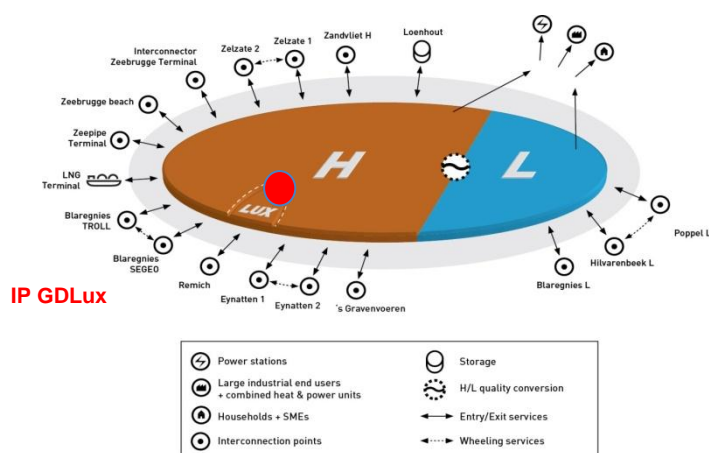 Interconnector
Zeebrugge Terminal
Zelzate 2
Zelzate 1
Zandvliet H
Loenhout
Zeebrugge beach
Zeepipe
Terminal
LNG
Terminal
Blaregnies
TROLL
Blaregnies
SEGEO
Remich
Eynatten 1
Eynatten 2
's Gravenvoeren
Blaregnies L
Hilvarenbeek L
Poppel L
H
L
LUX
IP GDLux
Power stations
Large industrial end users
+ combined heat & power units
Households + SMEs
Interconnection points
Storage
H/L quality conversion
Entry/Exit services
Wheeling services